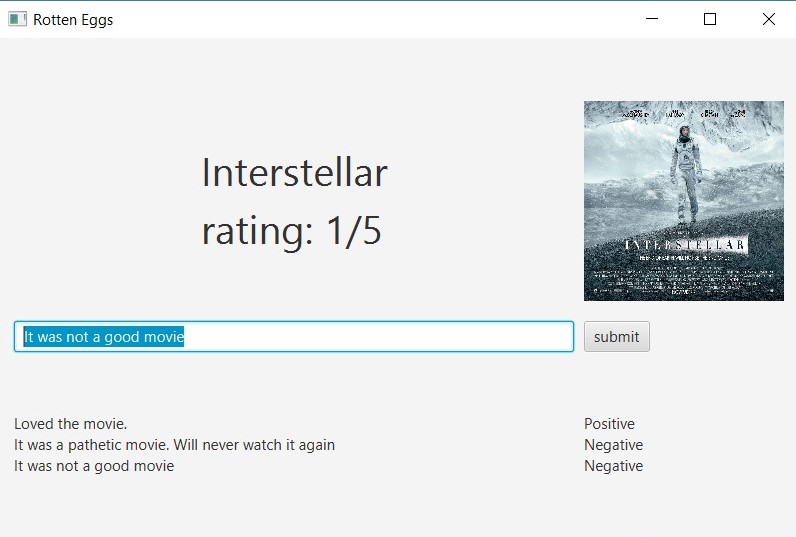 Rotten Eggs
Interstellar
rating: 1/5
INTERSTELLAR
It was not a good movie
submit
Loved the movie. Positive
It was a pathetic movie. Will never watch it again Negative
It was not a good movie Negative